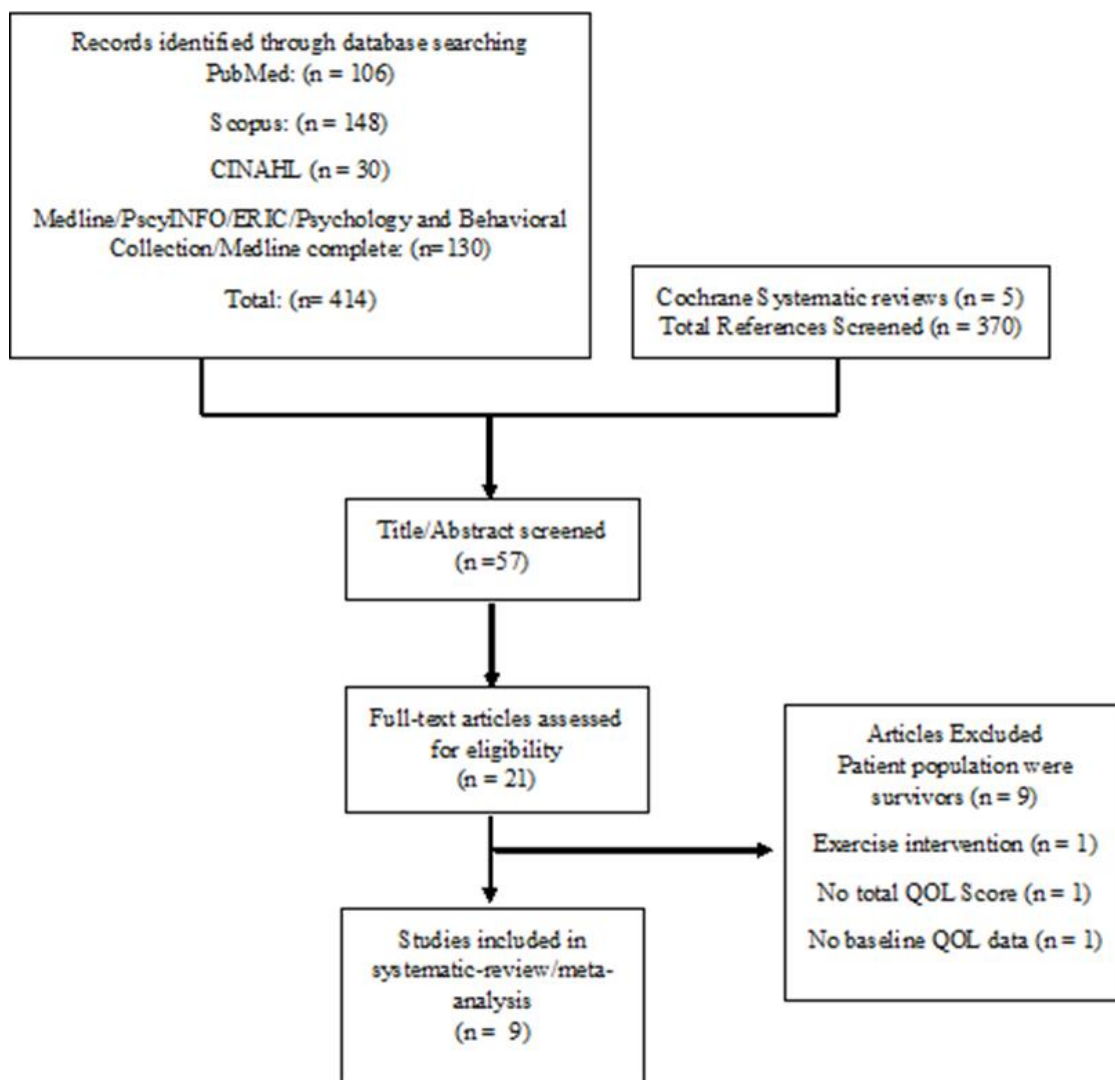 Records identified through database searching
PubMed: (n = 106)
Scopus: (n = 148)
CINAHL (n = 30)
Medline/PscyINFO/ERIC/Psychology and Behavioral
Collection/Medline complete: (n=130)
Total: (n= 414)
Cochrane Systematic reviews (n = 5)
Total References Screened (n = 370)
Title/Abstract screened
(n =57)
Full-text articles assessed
for eligibility
(n = 21)
Articles Excluded
Patient population were
survivors (n = 9)
Exercise intervention (n = 1)
No total QOL Score (n = 1)
No baseline QOL data (n = 1)
Studies included in
systematic-review/meta-
analysis
(n = 9)